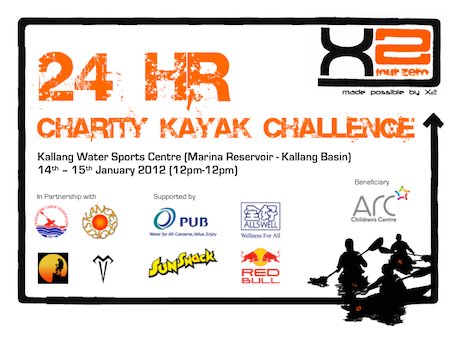 X2
four zero
made possible by X2
24 HR
CHARITY KAYAK CHALLENGE
Kallang Water Sports Centre (Marina Reservoir - Kallang Basin)
14th – 15th January 2012 (12pm-12pm)
In Partnership with
Supported by
Beneficiary
PUB
Water for All: Conserve, Value, Enjoy
ALLSWELL
Wellness For All
ARC
Children's Centre
SunSnack
RED BULL